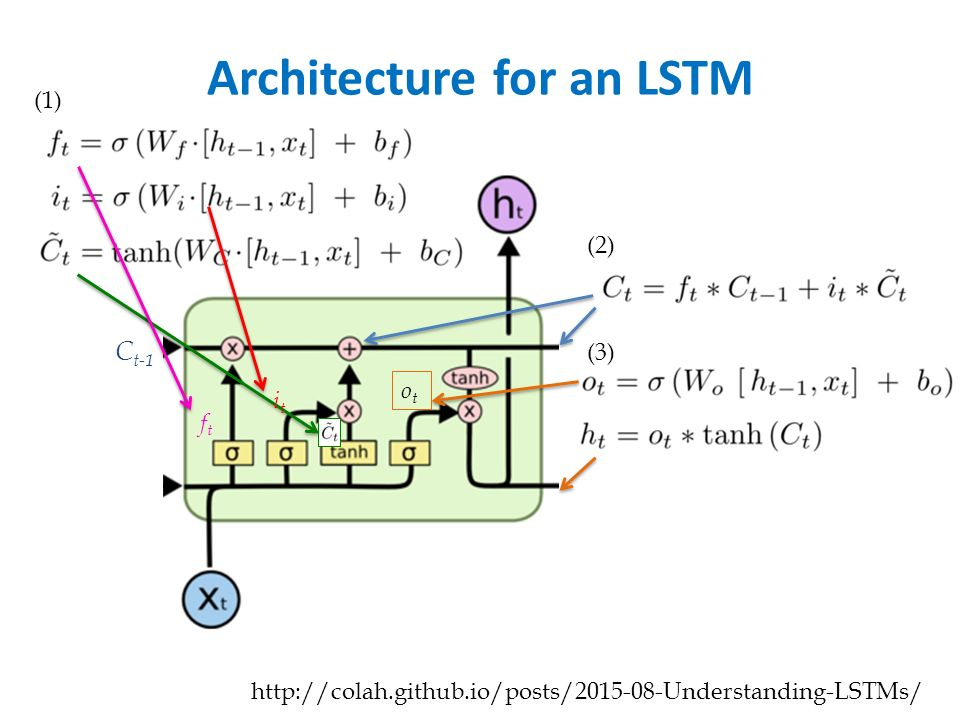 Architecture for an LSTM
(1)
f_t = σ (W_f · [h_{t-1}, x_t] + b_f)
i_t = σ (W_i · [h_{t-1}, x_t] + b_i)
C̃_t = tanh(W_C · [h_{t-1}, x_t] + b_C)
h_t
(2)
C_t = f_t * C_{t-1} + i_t * C̃_t
(3)
o_t = σ (W_o [h_{t-1}, x_t] + b_o)
h_t = o_t * tanh (C_t)
C_{t-1}
x
+
tanh
f_t
i_t
x
o_t
x
C̃_t
σ
σ
tanh
σ
x_t
http://colah.github.io/posts/2015-08-Understanding-LSTMs/